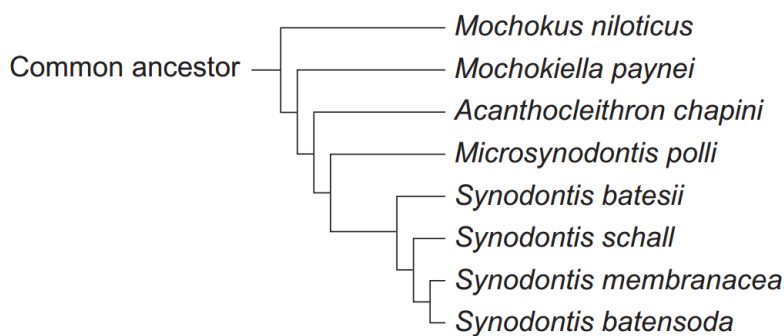 Mochokus niloticus
Common ancestor
Mochokiella paynei
Acanthocleithron chapini
Microsynodontis polli
Synodontis batesii
Synodontis schall
Synodontis membranacea
Synodontis batensoda